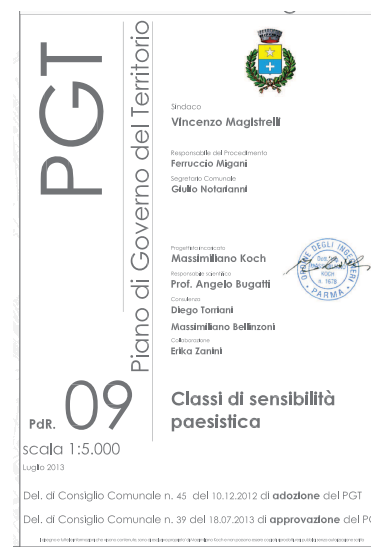 PGT
Piano di Governo del Territorio
Sindaco
Vincenzo Magistrelli
Responsabile del Procedimento
Ferruccio Migani
Segretario Comunale
Giulio Notarianni
Progettista incaricato
Massimiliano Koch
Responsabile scientifico
Prof. Angelo Bugatti
Consulenza
Diego Torriani
Massimiliano Bellinzoni
Collaborazione
Erika Zanini
ORDINE DEGLI INGEGNERI
KOCH
n. 1678
PARMA
PdR. 09
Classi di sensibilità
paesistica
scala 1:5.000
Luglio 2013
Del. di Consiglio Comunale n. 45 del 10.12.2012 di adozione del PGT
Del. di Consiglio Comunale n. 39 del 18.07.2013 di approvazione del PG